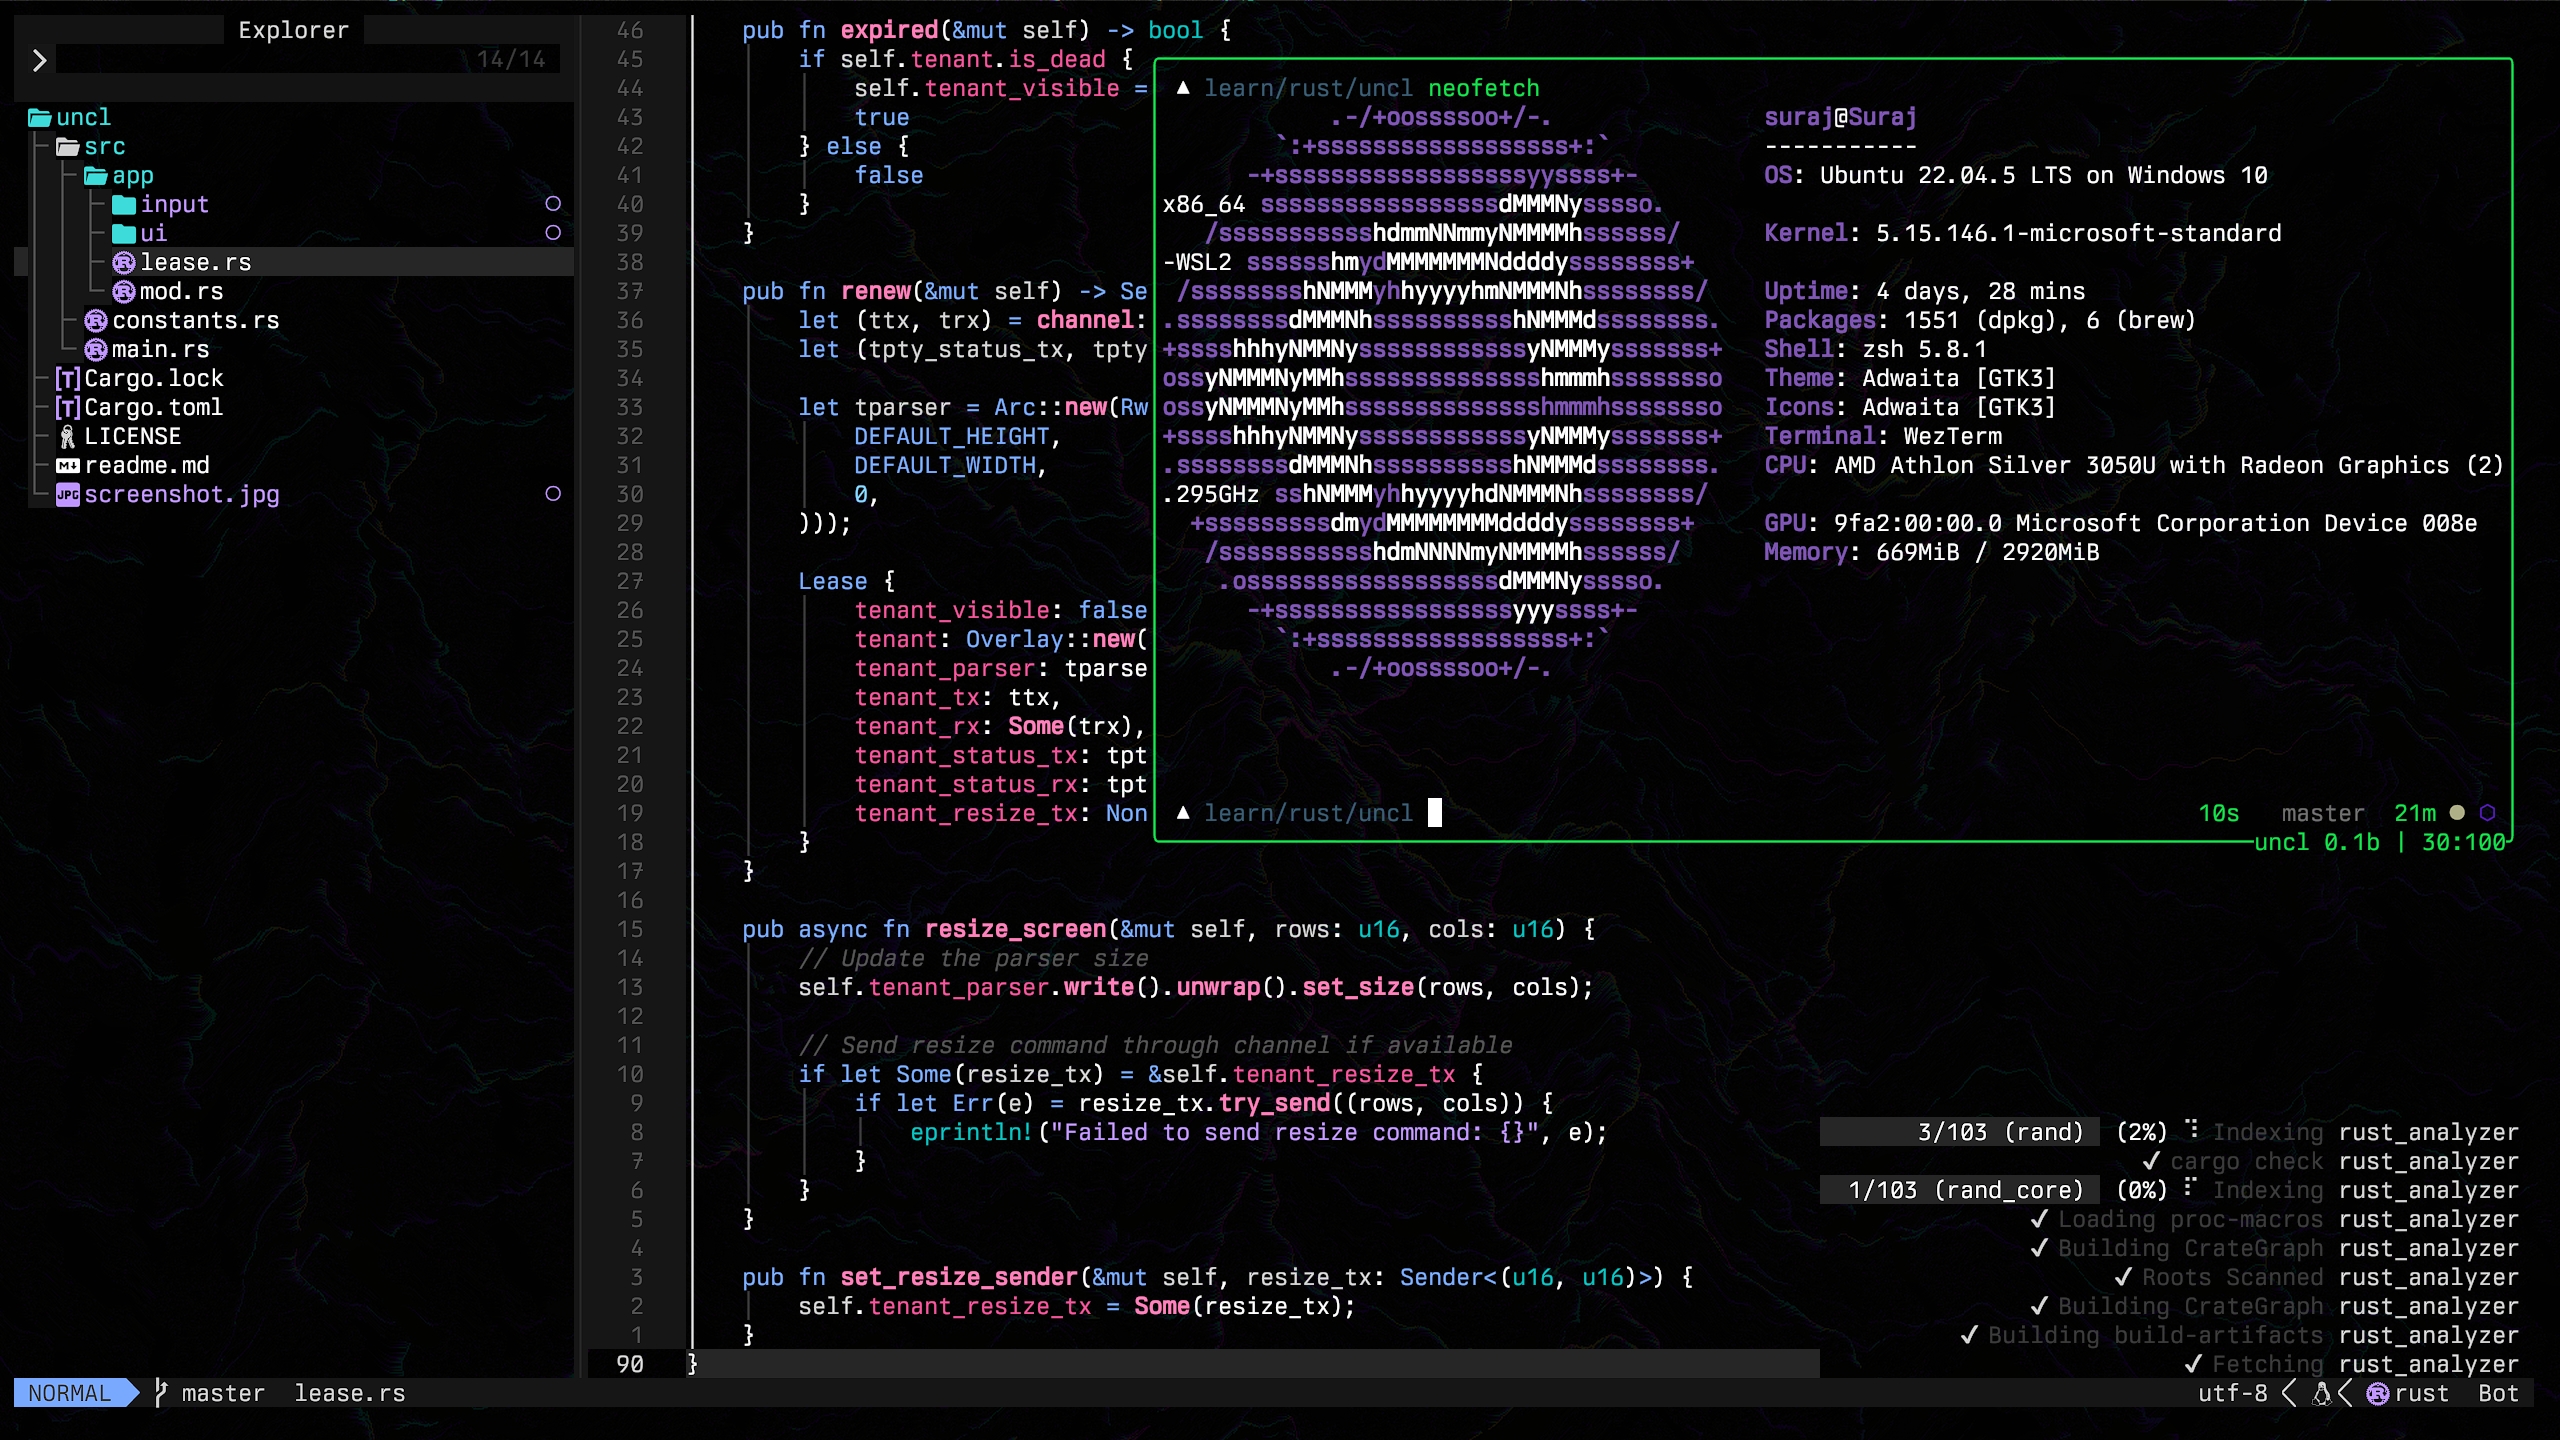 Explorer
14/14
uncl
src
app
input
ui
lease.rs
mod.rs
constants.rs
main.rs
Cargo.lock
Cargo.toml
LICENSE
readme.md
screenshot.jpg
46 pub fn expired(&mut self) -> bool {
45 if self.tenant.is_dead {
44 self.tenant_visible =
43 true
42 } else {
41 false
40 }
39 }
38
37 pub fn renew(&mut self) -> Se
36 let (ttx, trx) = channel:
35 let (tpty_status_tx, tpty
34
33 let tparser = Arc::new(Rw
32 DEFAULT_HEIGHT,
31 DEFAULT_WIDTH,
30 0,
29 )));
28
27 Lease {
26 tenant_visible: false
25 tenant: Overlay::new(
24 tenant_parser: tparse
23 tenant_tx: ttx,
22 tenant_rx: Some(trx),
21 tenant_status_tx: tpt
20 tenant_status_rx: tpt
19 tenant_resize_tx: Non
18 }
17 }
16
15 pub async fn resize_screen(&mut self, rows: u16, cols: u16) {
14 // Update the parser size
13 self.tenant_parser.write().unwrap().set_size(rows, cols);
12
11 // Send resize command through channel if available
10 if let Some(resize_tx) = &self.tenant_resize_tx {
9 if let Err(e) = resize_tx.try_send((rows, cols)) {
8 eprintln!("Failed to send resize command: {}", e);
7 }
6 }
5 }
4
3 pub fn set_resize_sender(&mut self, resize_tx: Sender<(u16, u16)>) {
2 self.tenant_resize_tx = Some(resize_tx);
1 }
90 }
▲ learn/rust/uncl neofetch
.-/+oossssoo+/-.
`:+ssssssssssssssssss+:`
-+ssssssssssssssssssyyssss+-
x86_64 sssssssssssssssssdMMMNysssso.
/ssssssssssshdmmNNmmyNMMMMhssssss/
-WSL2 ssssssshmydMMMMMMMNddddyssssssss+
/sssssssshNMMMyhhyyyyhmNMMMNhssssssss/
.ssssssssdMMMNhsssssssssshNMMMdssssssss.
+sssshhhyNMMNyssssssssssssyNMMMysssssss+
ossyNMMMNyMMhsssssssssssssshmmmhssssssso
ossyNMMMNyMMhsssssssssssssshmmmhssssssso
+sssshhhyNMMNyssssssssssssyNMMMysssssss+
.ssssssssdMMMNhsssssssssshNMMMdssssssss.
.295GHz sshNMMMyhhyyyyhdNMMMNhssssssss/
+sssssssssdmydMMMMMMMMddddyssssssss+
/ssssssssssshdmNNNNmyNMMMMhssssss/
.ossssssssssssssssssdMMMNysssso.
-+sssssssssssssssssyyyssss+-
`:+ssssssssssssssssss+:`
.-/+oossssoo+/-.
suraj@Suraj
-----------
OS: Ubuntu 22.04.5 LTS on Windows 10
Kernel: 5.15.146.1-microsoft-standard
Uptime: 4 days, 28 mins
Packages: 1551 (dpkg), 6 (brew)
Shell: zsh 5.8.1
Theme: Adwaita [GTK3]
Icons: Adwaita [GTK3]
Terminal: WezTerm
CPU: AMD Athlon Silver 3050U with Radeon Graphics (2)
GPU: 9fa2:00:00.0 Microsoft Corporation Device 008e
Memory: 669MiB / 2920MiB
▲ learn/rust/uncl
10s master 21m
uncl 0.1b | 30:100
3/103 (rand) (2%) Indexing rust_analyzer
✓ cargo check rust_analyzer
1/103 (rand_core) (0%) Indexing rust_analyzer
✓ Loading proc-macros rust_analyzer
✓ Building CrateGraph rust_analyzer
✓ Roots Scanned rust_analyzer
✓ Building CrateGraph rust_analyzer
✓ Building build-artifacts rust_analyzer
✓ Fetching rust_analyzer
NORMAL master lease.rs
utf-8 rust Bot